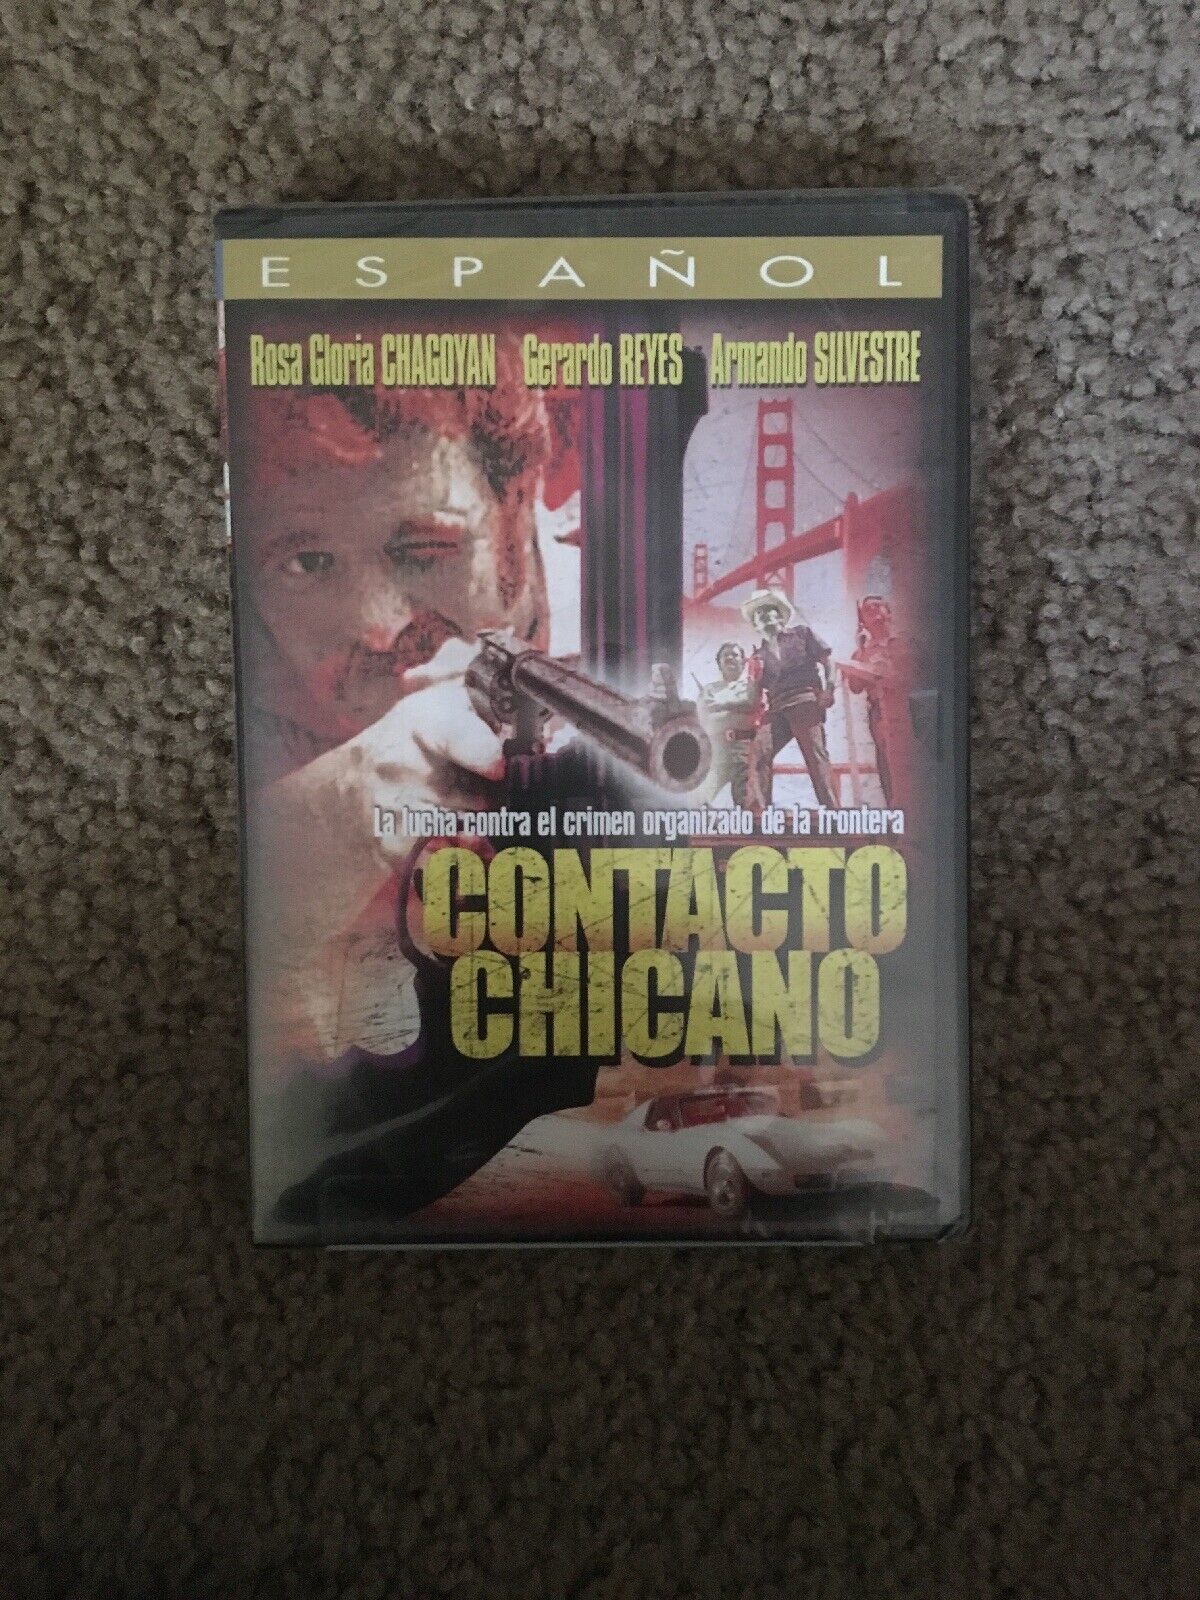 ESPAÑOL
Rosa Gloria CHAGOYAN Gerardo REYES Armando SILVESTRE
La lucha contra el crimen organizado de la frontera
CONTACTO
CHICANO